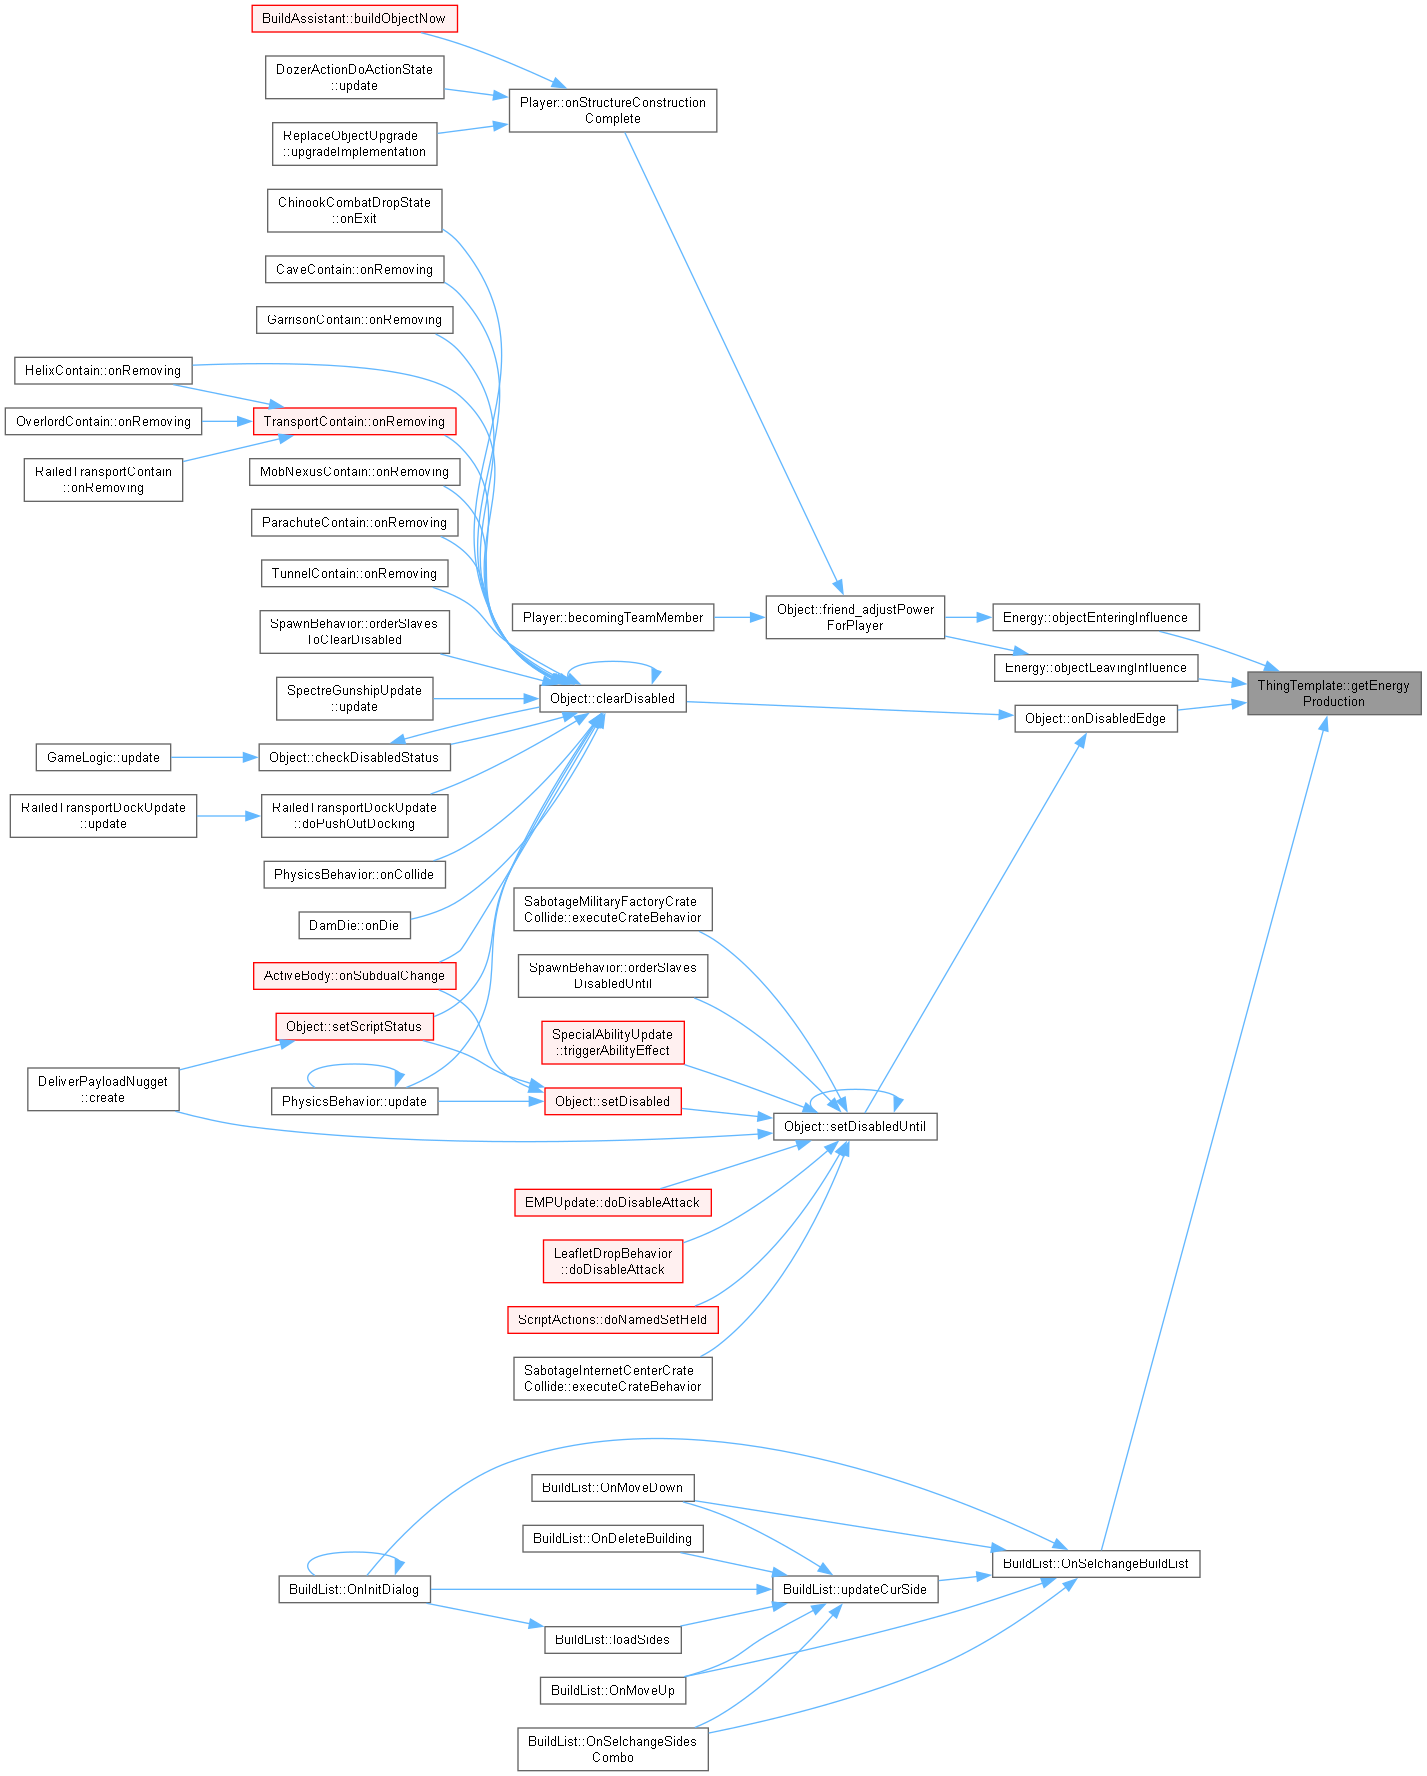 BuildAssistant::buildObjectNow
DozerActionDoActionState
::update
Player::onStructureConstruction
Complete
ReplaceObjectUpgrade
::upgradeImplementation
ChinookCombatDropState
::onExit
CaveContain::onRemoving
GarrisonContain::onRemoving
HelixContain::onRemoving
OverlordContain::onRemoving
TransportContain::onRemoving
RailedTransportContain
::onRemoving
MobNexusContain::onRemoving
ParachuteContain::onRemoving
TunnelContain::onRemoving
Player::becomingTeamMember
Object::friend_adjustPower
ForPlayer
Energy::objectEnteringInfluence
SpawnBehavior::orderSlaves
ToClearDisabled
Energy::objectLeavingInfluence
ThingTemplate::getEnergy
Production
SpectreGunshipUpdate
::update
Object::clearDisabled
Object::onDisabledEdge
GameLogic::update
Object::checkDisabledStatus
RailedTransportDockUpdate
::update
RailedTransportDockUpdate
::doPushOutDocking
PhysicsBehavior::onCollide
DamDie::onDie
SabotageMilitaryFactoryCrate
Collide::executeCrateBehavior
ActiveBody::onSubdualChange
SpawnBehavior::orderSlaves
DisabledUntil
Object::setScriptStatus
SpecialAbilityUpdate
::triggerAbilityEffect
DeliverPayloadNugget
::create
PhysicsBehavior::update
Object::setDisabled
Object::setDisabledUntil
EMPUpdate::doDisableAttack
LeafletDropBehavior
::doDisableAttack
ScriptActions::doNamedSetHeld
SabotageInternetCenterCrate
Collide::executeCrateBehavior
BuildList::OnMoveDown
BuildList::OnDeleteBuilding
BuildList::OnSelchangeBuildList
BuildList::OnInitDialog
BuildList::updateCurSide
BuildList::loadSides
BuildList::OnMoveUp
BuildList::OnSelchangeSides
Combo